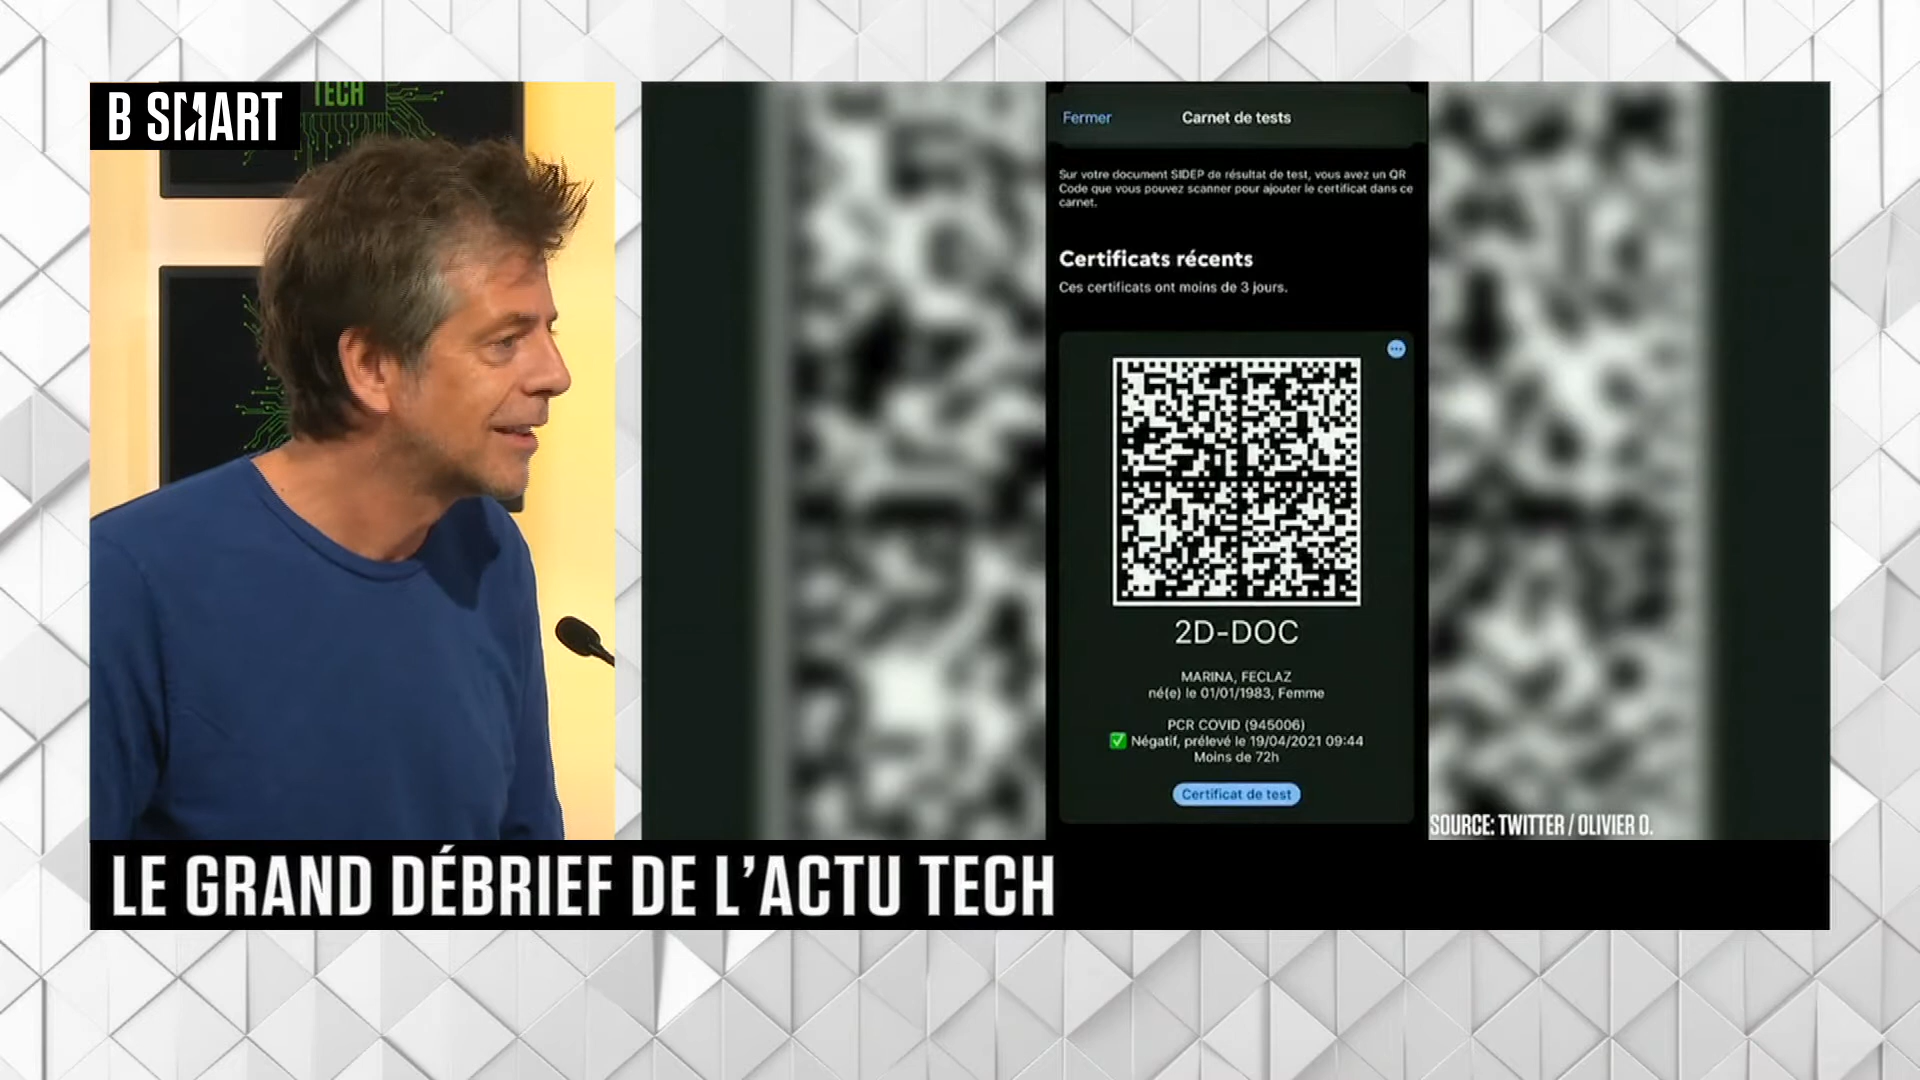 B SMART
TECH
Fermer
Carnet de tests
Sur votre document SIDEP de résultat de test, vous avez un QR
Code que vous pouvez scanner pour ajouter le certificat dans ce
carnet.
Certificats récents
Ces certificats ont moins de 3 jours.
2D-DOC
MARINA, FECLAZ
né(e) le 01/01/1983, Femme
PCR COVID (945006)
✅ Négatif, prélevé le 19/04/2021 09:44
Moins de 72h
Certificat de test
SOURCE: TWITTER / OLIVIER O.
LE GRAND DÉBRIEF DE L'ACTU TECH